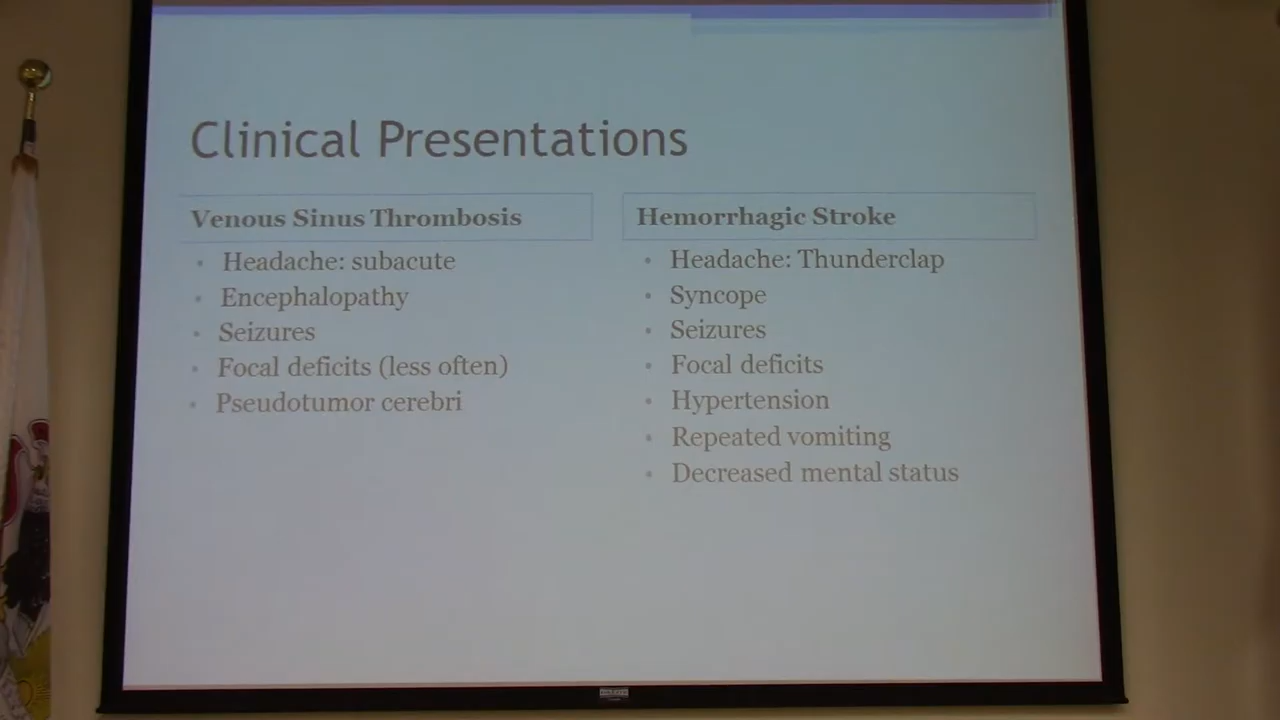 Clinical Presentations
Venous Sinus Thrombosis
• Headache: subacute
• Encephalopathy
• Seizures
• Focal deficits (less often)
• Pseudotumor cerebri
Hemorrhagic Stroke
• Headache: Thunderclap
• Syncope
• Seizures
• Focal deficits
• Hypertension
• Repeated vomiting
• Decreased mental status